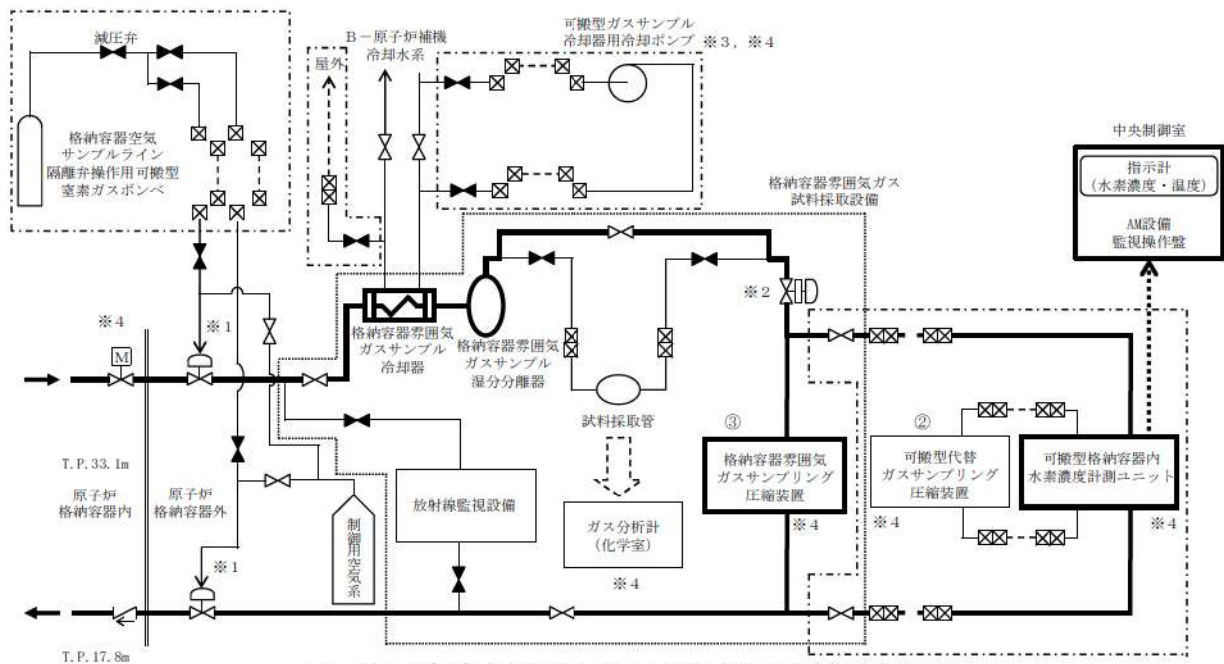 減圧弁
格納容器空気
サンプルライン
隔離弁操作用可搬型
窒素ガスボンベ
屋外
B-原子炉補機
冷却水系
可搬型ガスサンプル
冷却器用冷却ポンプ ※3,※4
格納容器雰囲気ガス
試料採取設備
中央制御室
指示計
(水素濃度・温度)
AM設備
監視操作盤
※4
M
※1
格納容器雰囲気
ガスサンプル
冷却器
格納容器雰囲気
ガスサンプル
湿分分離器
※2
試料採取管
T.P.33.1m
原子炉
格納容器内
原子炉
格納容器外
※1
制御用空気系
放射線監視設備
ガス分析計
(化学室)
※4
③
格納容器雰囲気
ガスサンプリング
圧縮装置
※4
②
可搬型代替
ガスサンプリング
圧縮装置
※4
可搬型格納容器内
水素濃度計測ユニット
※4
T.P.17.8m